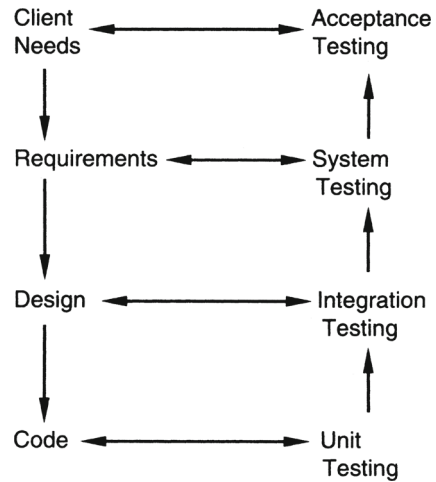 Client
Needs
Acceptance
Testing
Requirements
System
Testing
Design
Integration
Testing
Code
Unit
Testing